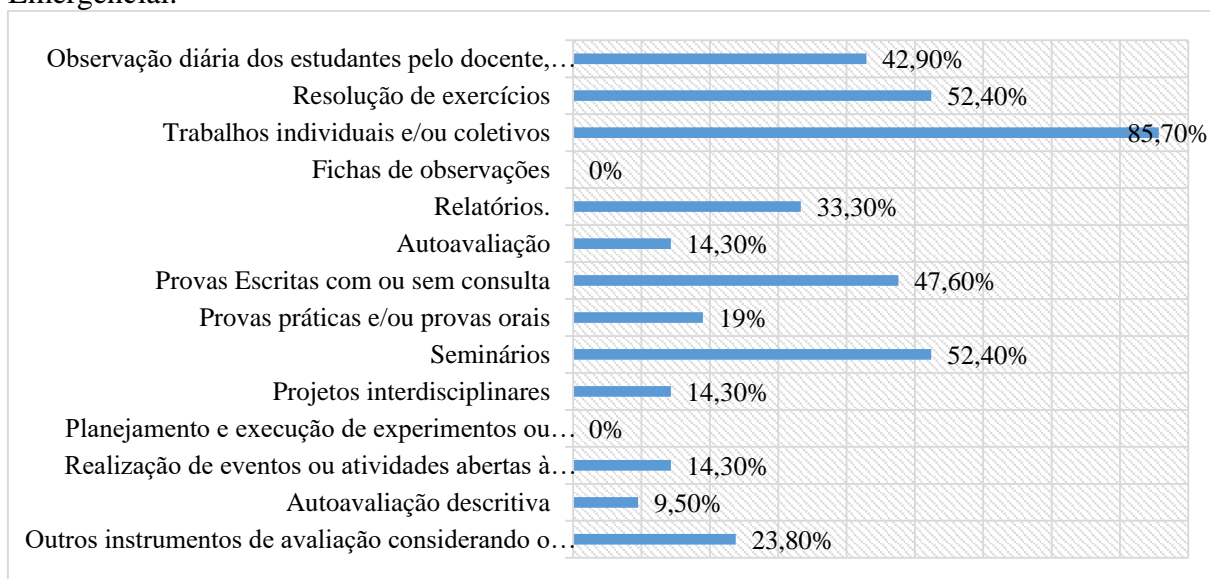 Emergencial.
Observação diária dos estudantes pelo docente,… 42,90%
Resolução de exercícios 52,40%
Trabalhos individuais e/ou coletivos 85,70%
Fichas de observações 0%
Relatórios. 33,30%
Autoavaliação 14,30%
Provas Escritas com ou sem consulta 47,60%
Provas práticas e/ou provas orais 19%
Seminários 52,40%
Projetos interdisciplinares 14,30%
Planejamento e execução de experimentos ou… 0%
Realização de eventos ou atividades abertas à… 14,30%
Autoavaliação descritiva 9,50%
Outros instrumentos de avaliação considerando o… 23,80%